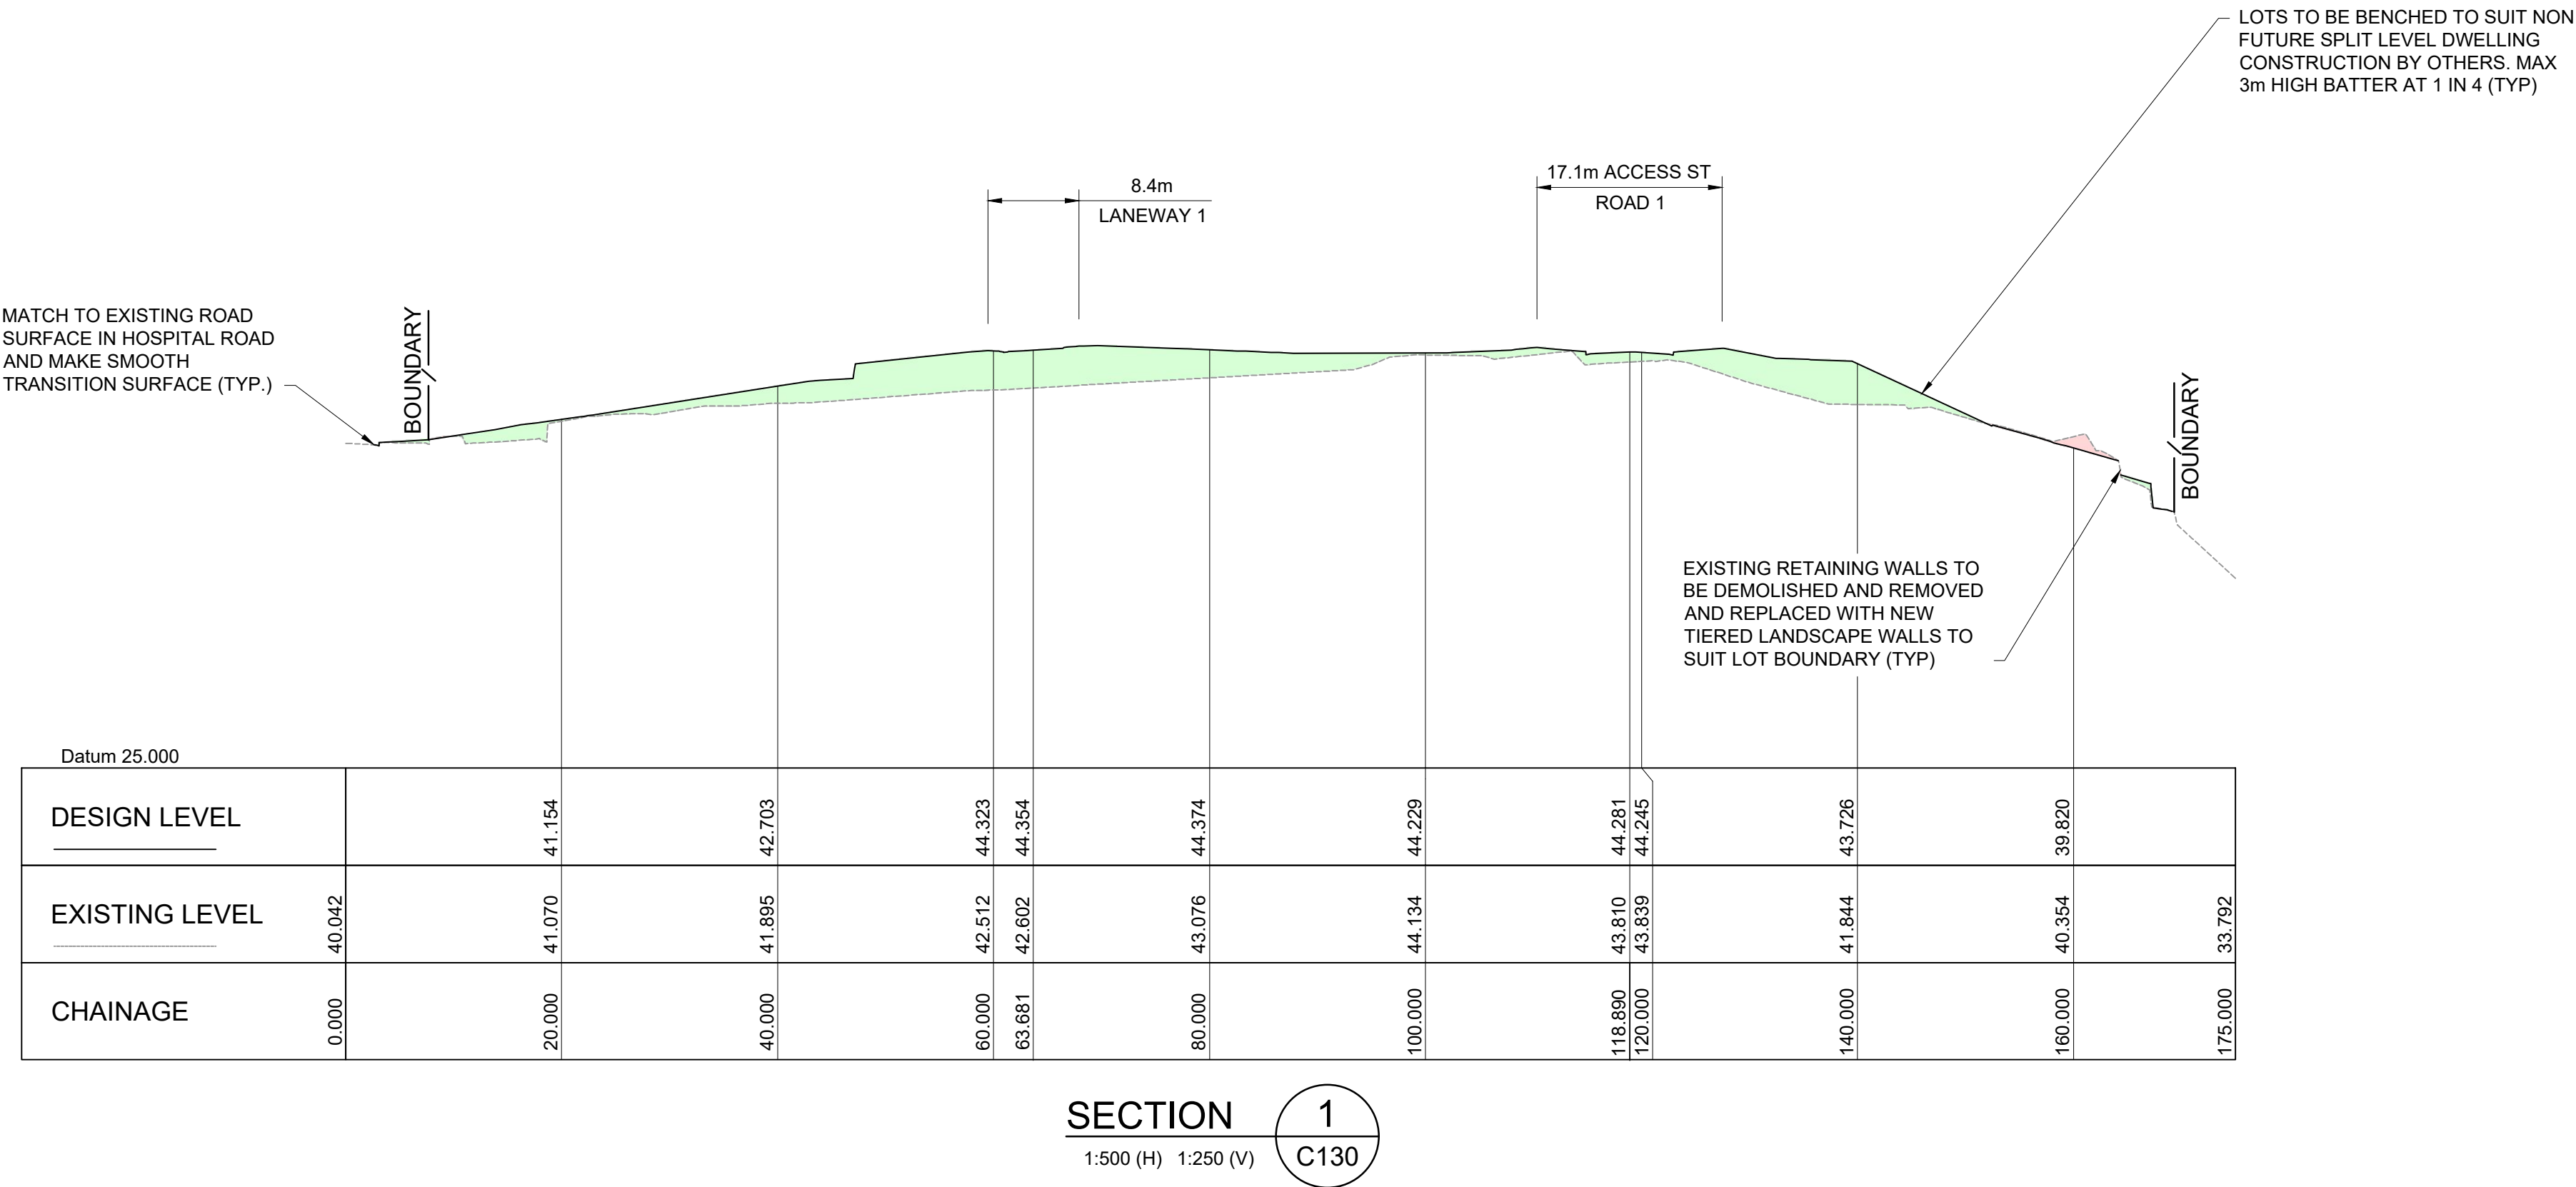 LOTS TO BE BENCHED TO SUIT NON
FUTURE SPLIT LEVEL DWELLING
CONSTRUCTION BY OTHERS. MAX
3m HIGH BATTER AT 1 IN 4 (TYP)
17.1m ACCESS ST
ROAD 1
8.4m
LANEWAY 1
MATCH TO EXISTING ROAD
SURFACE IN HOSPITAL ROAD
AND MAKE SMOOTH
TRANSITION SURFACE (TYP.)
BOUNDARY
BOUNDARY
EXISTING RETAINING WALLS TO
BE DEMOLISHED AND REMOVED
AND REPLACED WITH NEW
TIERED LANDSCAPE WALLS TO
SUIT LOT BOUNDARY (TYP)
Datum 25.000
DESIGN LEVEL 41.154 42.703 44.323 44.354 44.374 44.229 44.281 44.245 43.726 39.820
EXISTING LEVEL 40.042 41.070 41.895 42.512 42.602 43.076 44.134 43.810 43.839 41.844 40.354 33.792
CHAINAGE 0.000 20.000 40.000 60.000 63.681 80.000 100.000 118.890 120.000 140.000 160.000 175.000
SECTION 1
1:500 (H) 1:250 (V) C130